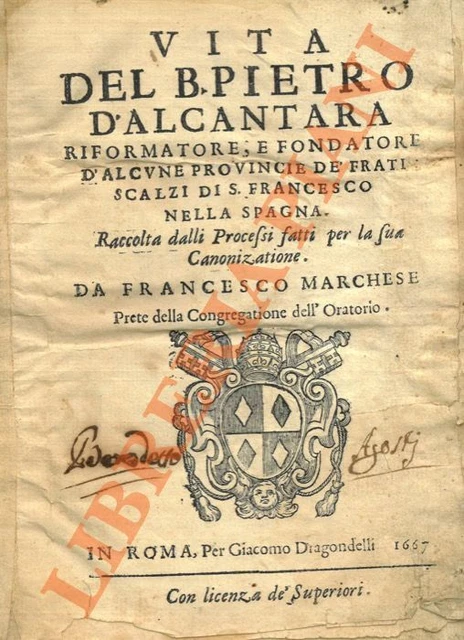 VITA
DEL B. PIETRO
D'ALCANTARA
RIFORMATORE, E FONDATORE
D'ALCVNE PROVINCIE DE' FRATI
SCALZI DI S. FRANCESCO
NELLA SPAGNA.
Raccolta dalli Proceſſi fatti per la ſua
Canonizatione.
DA FRANCESCO MARCHESE
Prete della Congregatione dell' Oratorio.
IN ROMA, Per Giacomo Dragondelli 1667
Con licenza de' Superiori.
LIBRERIA PIANI